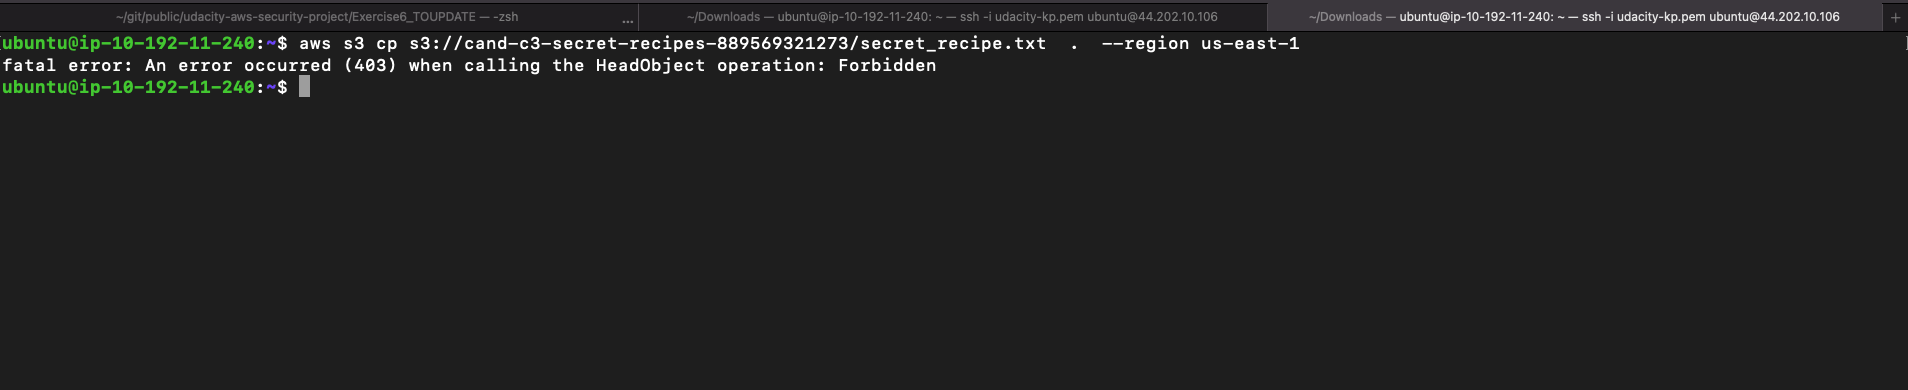 ~/git/public/udacity-aws-security-project/Exercise6_TOUPDATE — -zsh ... ~/Downloads — ubuntu@ip-10-192-11-240: ~ — ssh -i udacity-kp.pem ubuntu@44.202.10.106 ~/Downloads — ubuntu@ip-10-192-11-240: ~ — ssh -i udacity-kp.pem ubuntu@44.202.10.106 +
ubuntu@ip-10-192-11-240:~$ aws s3 cp s3://cand-c3-secret-recipes-889569321273/secret_recipe.txt  .  --region us-east-1
fatal error: An error occurred (403) when calling the HeadObject operation: Forbidden
ubuntu@ip-10-192-11-240:~$